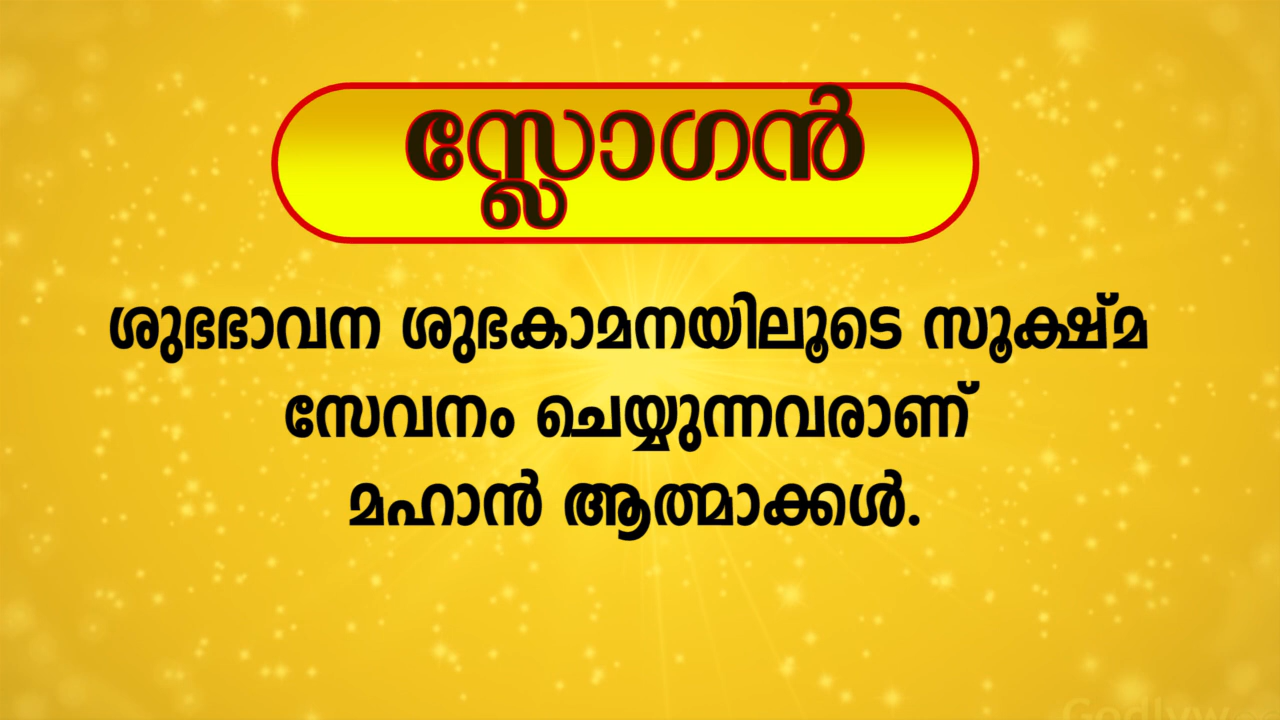 സ്ലോഗൻ
ശുഭഭാവന ശുഭകാമനയിലൂടെ സൂക്ഷ്മ
സേവനം ചെയ്യുന്നവരാണ്
മഹാൻ ആത്മാക്കൾ.